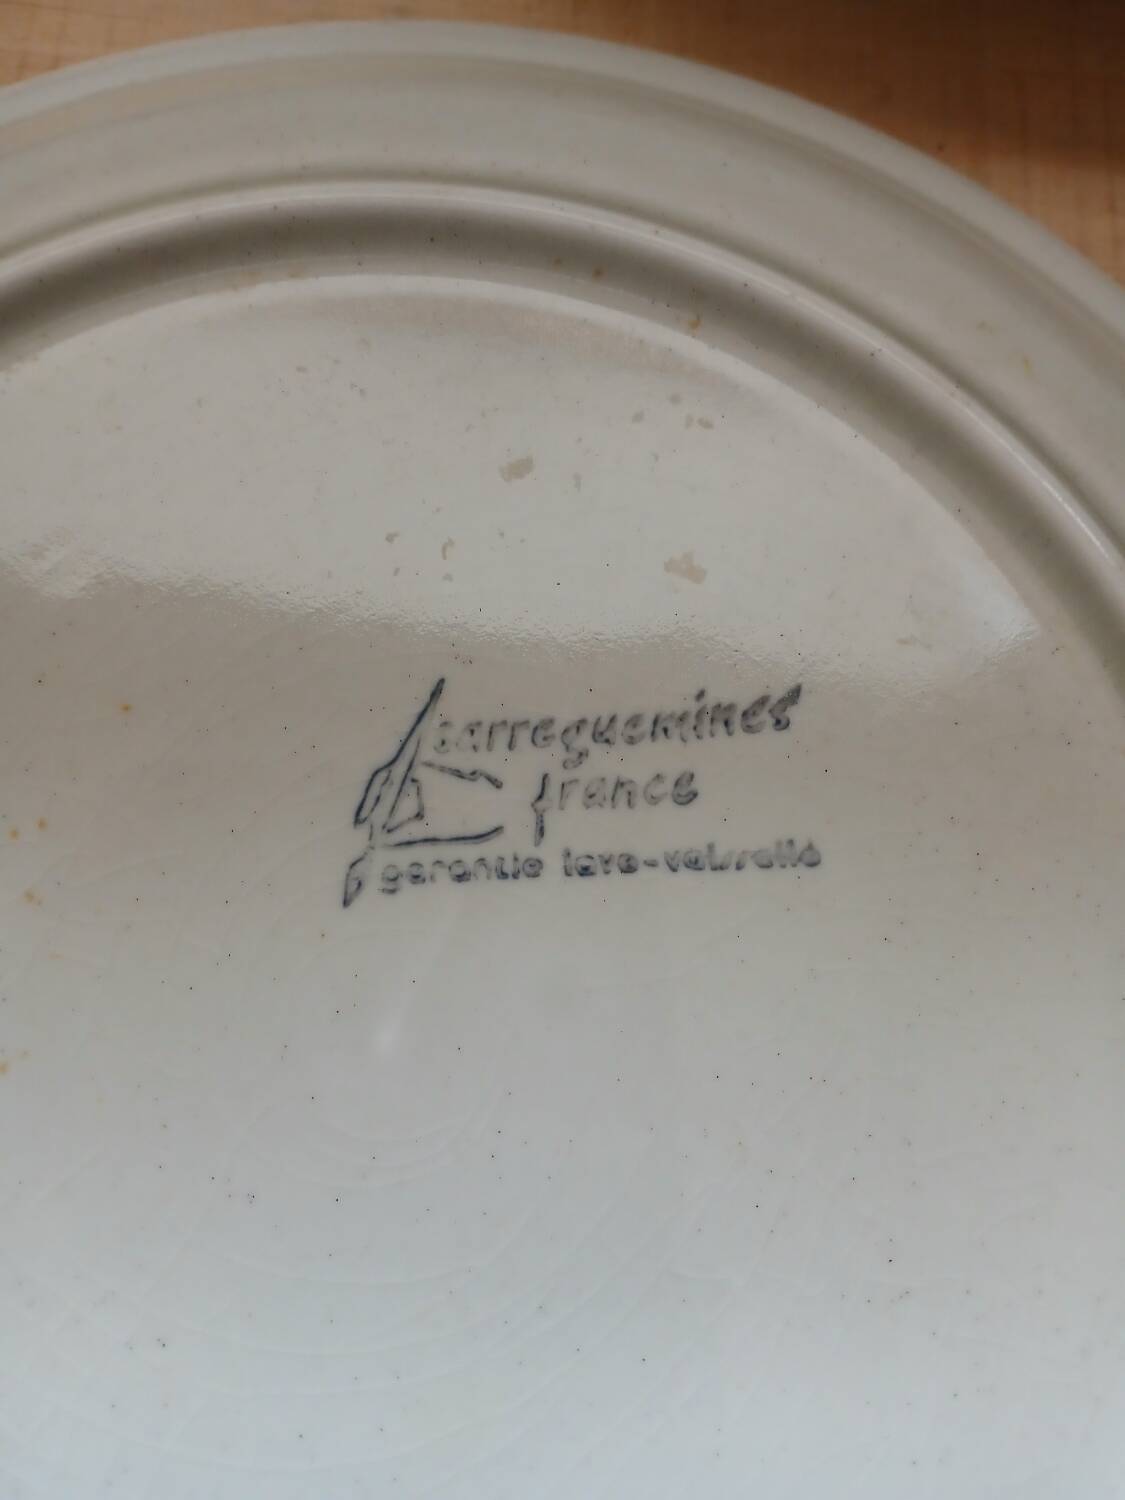 sarreguemines
france
garantie lave-vaisselle